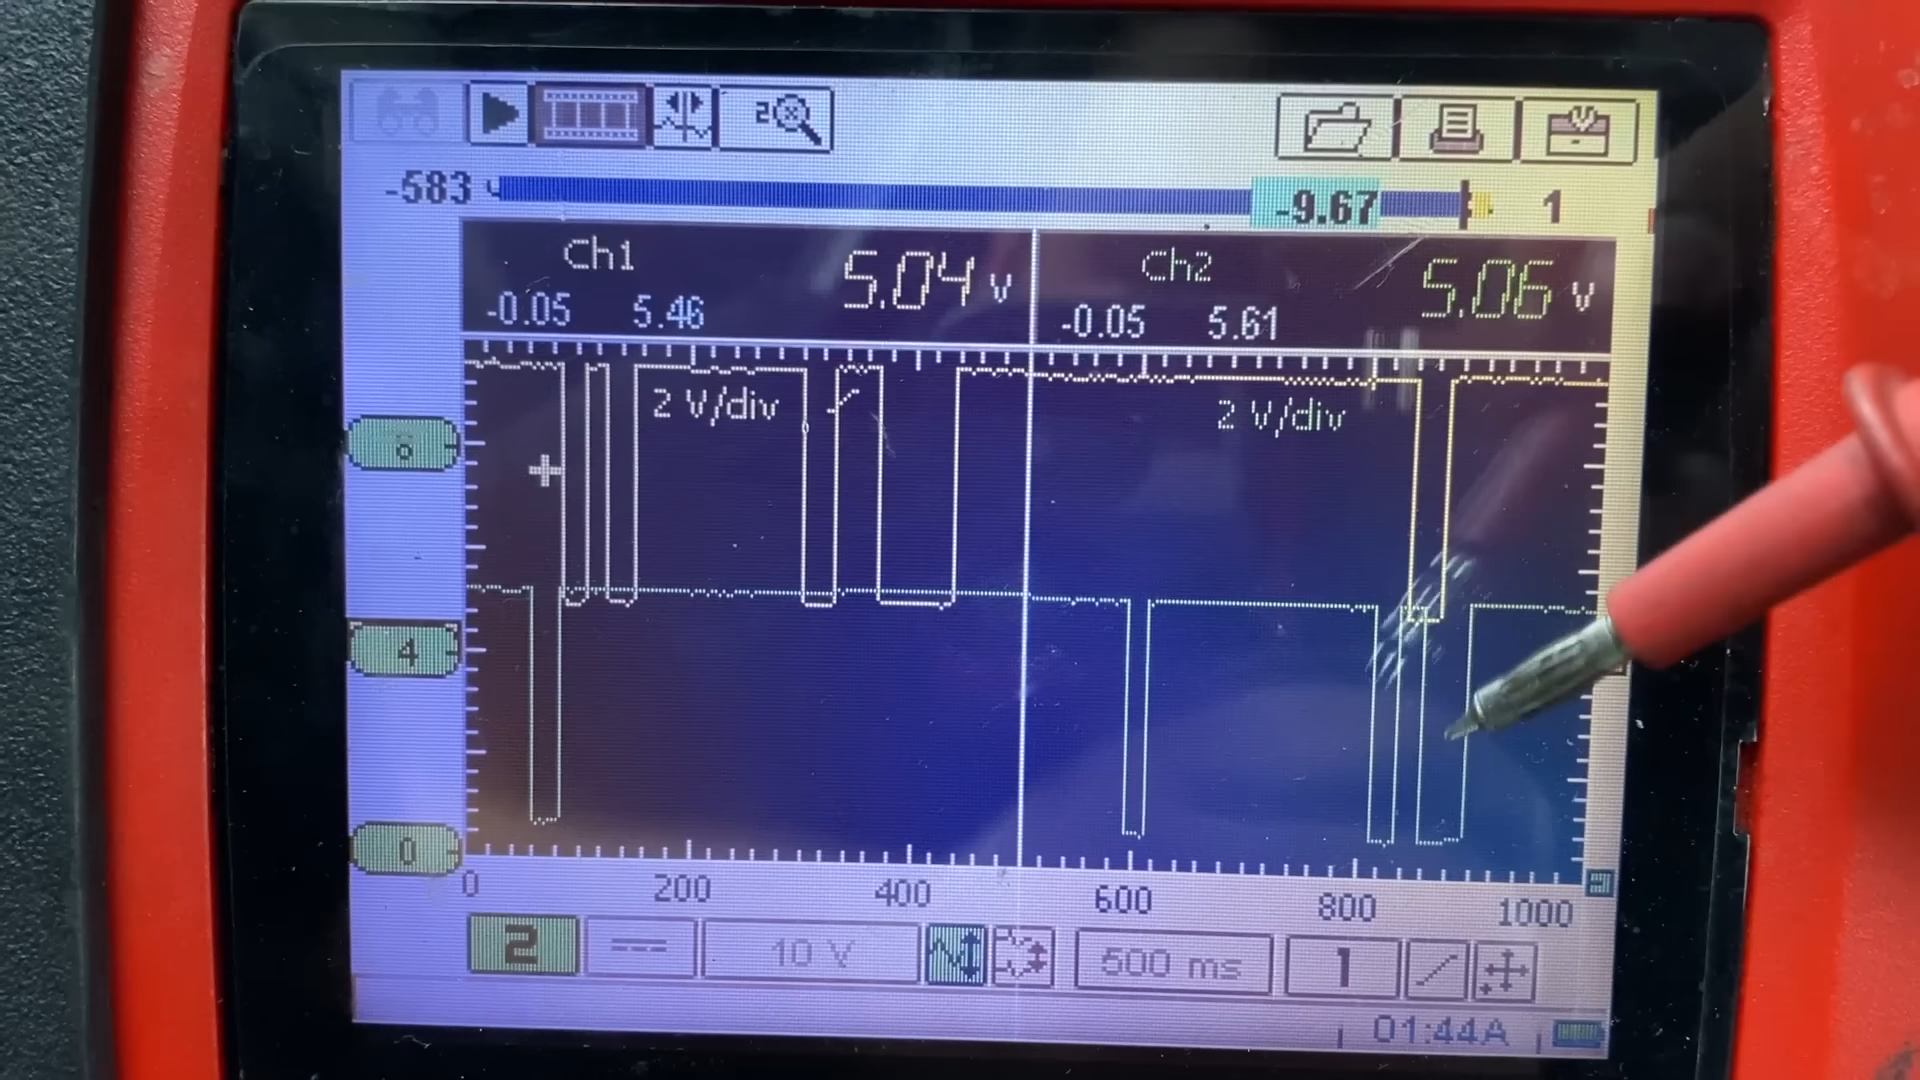 2
-583 -9.67 1
Ch1 5.04 v Ch2 5.06 v
-0.05 5.46 -0.05 5.61
2 V/div 2 V/div
4
0
0 200 400 600 800 1000
2 10 V 500 ms 1
01:44A